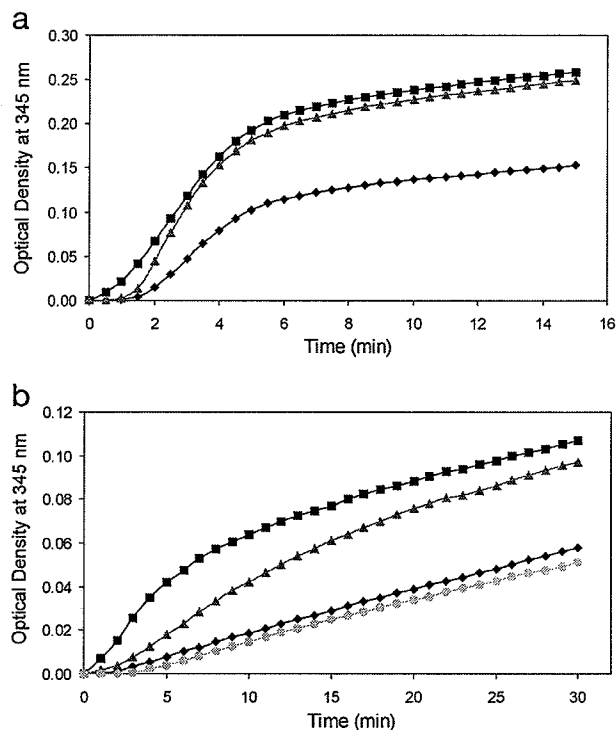 a
0.30
0.25
0.20
0.15
0.10
0.05
0.00
Optical Density at 345 nm
0 2 4 6 8 10 12 14 16
Time (min)
b
0.12
0.10
0.08
0.06
0.04
0.02
0.00
Optical Density at 345 nm
0 5 10 15 20 25 30
Time (min)